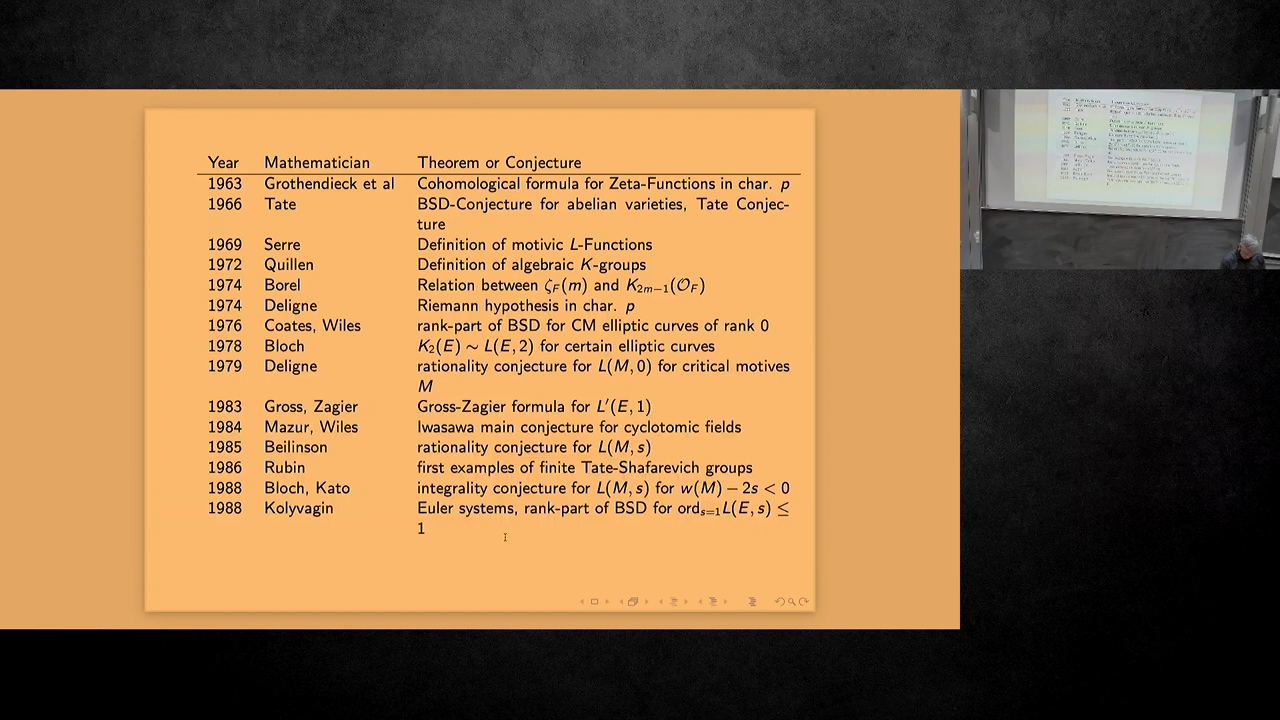 Year Mathematician Theorem or Conjecture
1963 Grothendieck et al Cohomological formula for Zeta-Functions in char. p
1966 Tate BSD-Conjecture for abelian varieties, Tate Conjec-
ture
1969 Serre Definition of motivic L-Functions
1972 Quillen Definition of algebraic K-groups
1974 Borel Relation between ζ_F(m) and K_{2m−1}(𝒪_F)
1974 Deligne Riemann hypothesis in char. p
1976 Coates, Wiles rank-part of BSD for CM elliptic curves of rank 0
1978 Bloch K₂(E) ∼ L(E, 2) for certain elliptic curves
1979 Deligne rationality conjecture for L(M, 0) for critical motives
M
1983 Gross, Zagier Gross-Zagier formula for L′(E, 1)
1984 Mazur, Wiles Iwasawa main conjecture for cyclotomic fields
1985 Beilinson rationality conjecture for L(M, s)
1986 Rubin first examples of finite Tate-Shafarevich groups
1988 Bloch, Kato integrality conjecture for L(M, s) for w(M) − 2s < 0
1988 Kolyvagin Euler systems, rank-part of BSD for ord_{s=1}L(E, s) ≤
1